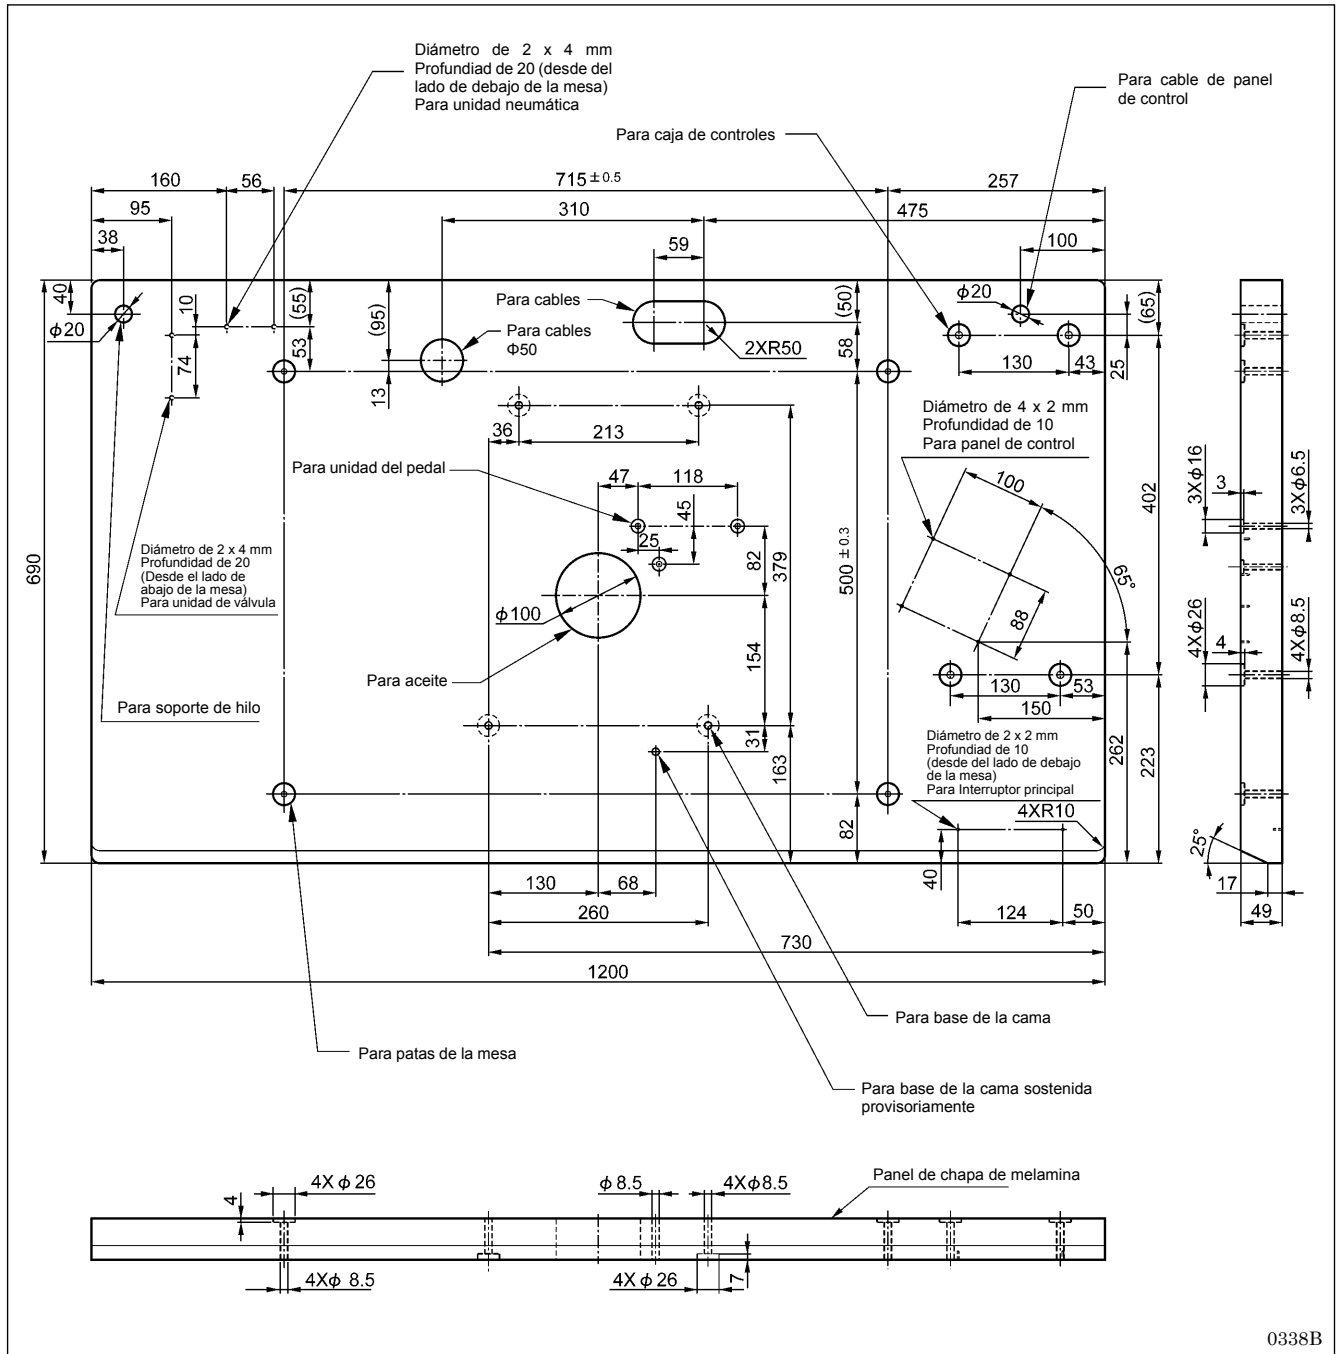 Diámetro de 2 x 4 mm
Profundiad de 20 (desde del
lado de debajo de la mesa)
Para unidad neumática
Para cable de panel
de control
Para caja de controles
160
56
715 ± 0.5
257
95
310
475
38
59
100
40
10
(55)
(95)
Para cables
(50)
ϕ20
(65)
ϕ20
53
Para cables
Φ50
58
2XR50
74
13
130
43
25
Diámetro de 4 x 2 mm
Profundidad de 10
Para panel de control
36
213
Para unidad del pedal
47
118
100
402
3Xϕ16
3
3Xϕ6.5
45
25
82
379
500 ± 0.3
690
Diámetro de 2 x 4 mm
Profundidad de 20
(Desde el lado de
abajo de la mesa)
Para unidad de válvula
65°
ϕ100
88
154
4Xϕ26
4
4Xϕ8.5
Para aceite
130
53
Para soporte de hilo
150
31
163
262
223
Diámetro de 2 x 2 mm
Profundiad de 10
(desde del lado de debajo
de la mesa)
Para Interruptor principal
4XR10
82
40
25°
130
68
17
260
124
50
49
730
1200
Para base de la cama
Para patas de la mesa
Para base de la cama sostenida
provisoriamente
Panel de chapa de melamina
4
4X ϕ 26
ϕ 8.5
4Xϕ8.5
4Xϕ 8.5
4X ϕ 26
7
0338B